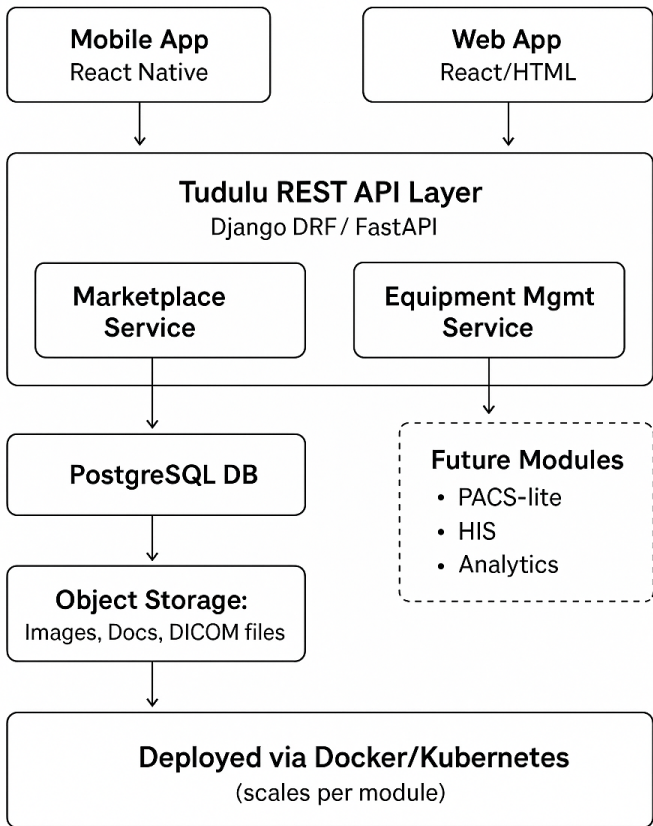 Mobile App
React Native
Web App
React/HTML
Tudulu REST API Layer
Django DRF / FastAPI
Marketplace
Service
Equipment Mgmt
Service
PostgreSQL DB
Future Modules
• PACS-lite
• HIS
• Analytics
Object Storage:
Images, Docs, DICOM files
Deployed via Docker/Kubernetes
(scales per module)